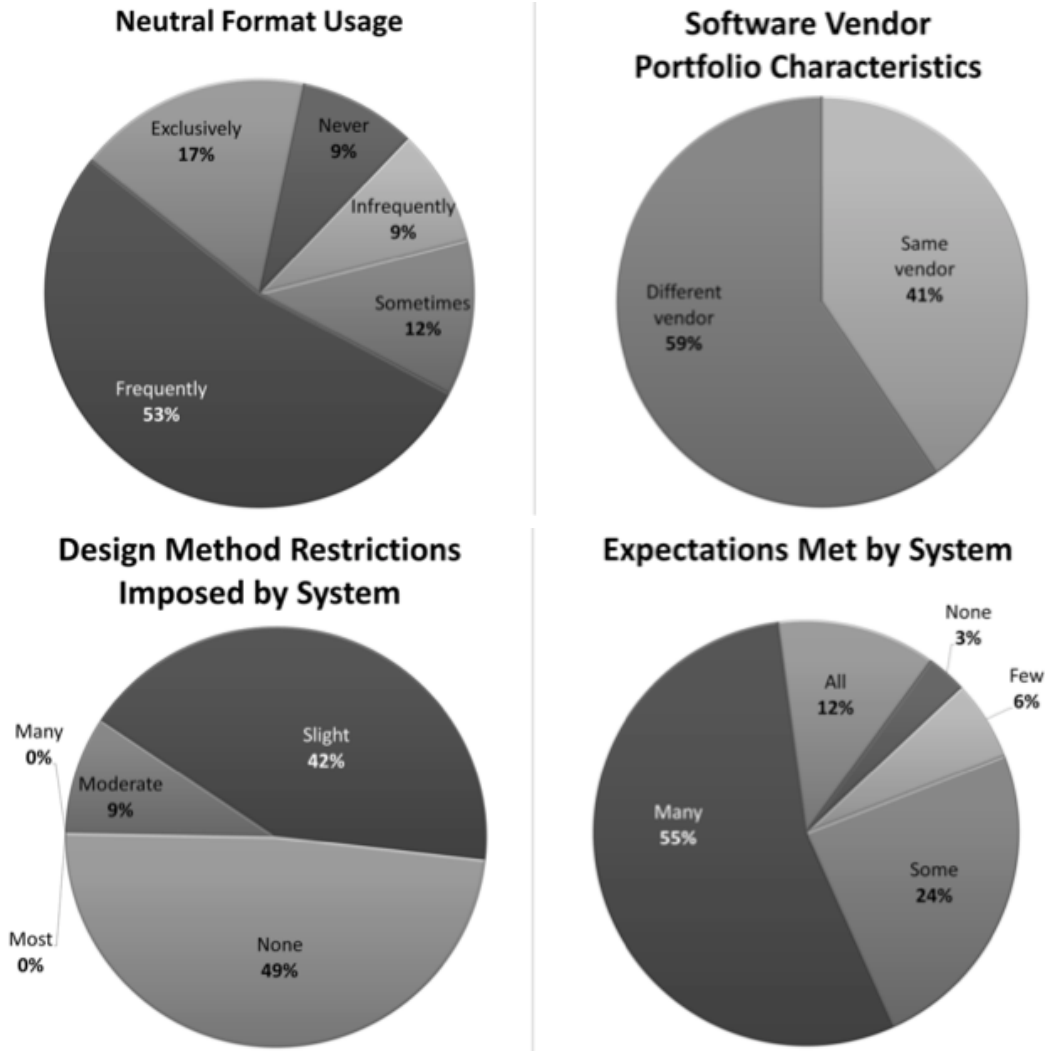 Neutral Format Usage
Exclusively
17%
Never
9%
Infrequently
9%
Sometimes
12%
Frequently
53%
Software Vendor
Portfolio Characteristics
Same
vendor
41%
Different
vendor
59%
Design Method Restrictions
Imposed by System
Slight
42%
Many
0%
Moderate
9%
Most
0%
None
49%
Expectations Met by System
None
3%
Few
6%
All
12%
Many
55%
Some
24%